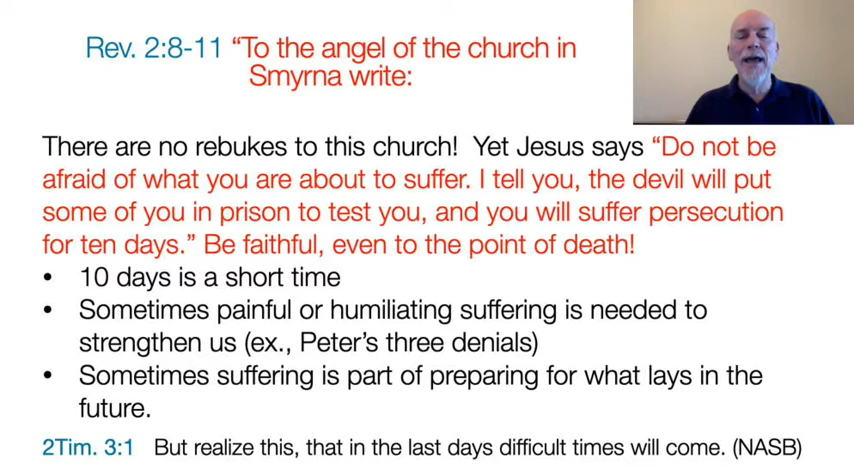 Rev. 2:8-11 “To the angel of the church in
Smyrna write:
There are no rebukes to this church!  Yet Jesus says “Do not be
afraid of what you are about to suffer. I tell you, the devil will put
some of you in prison to test you, and you will suffer persecution
for ten days.” Be faithful, even to the point of death!
• 10 days is a short time
• Sometimes painful or humiliating suffering is needed to
strengthen us (ex., Peter’s three denials)
• Sometimes suffering is part of preparing for what lays in the
future.
2Tim. 3:1 But realize this, that in the last days difficult times will come. (NASB)